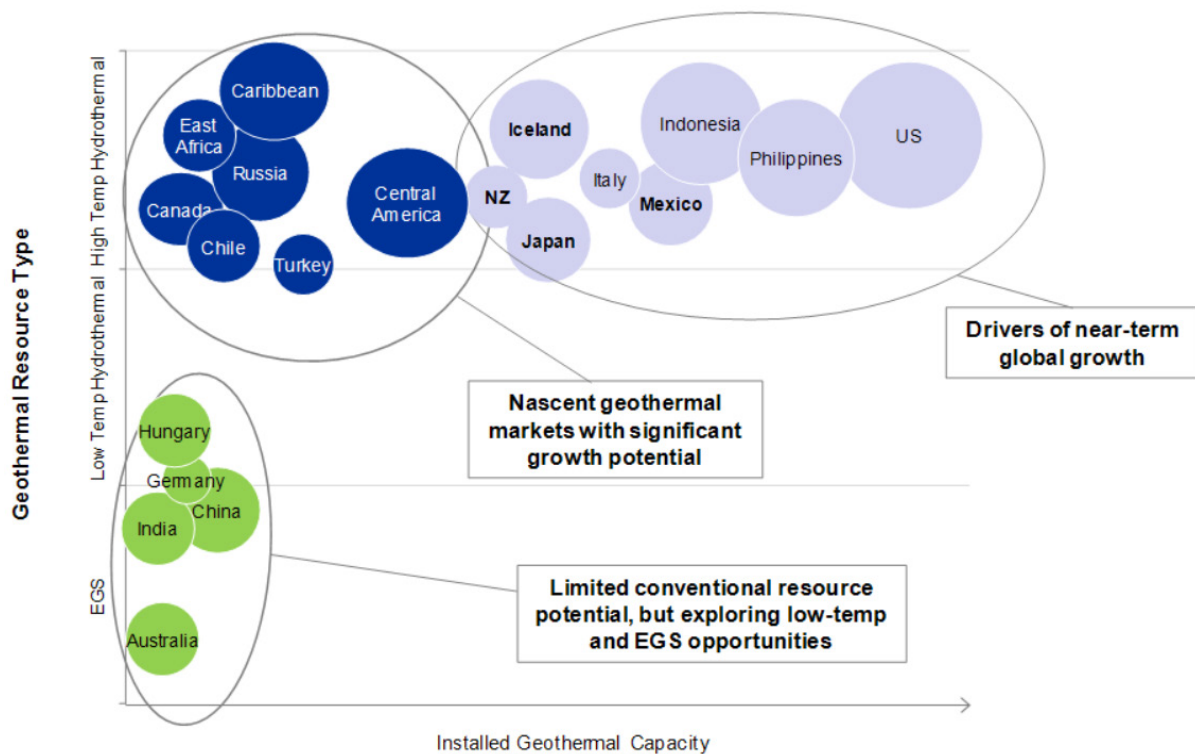 Geothermal Resource Type
High Temp Hydrothermal
Low Temp Hydrothermal
EGS
Caribbean
East
Africa
Russia
Canada
Chile
Turkey
Central
America
Iceland
NZ
Japan
Italy
Mexico
Indonesia
Philippines
US
Drivers of near-term
global growth
Nascent geothermal
markets with significant
growth potential
Hungary
Germany
China
India
Australia
Limited conventional resource
potential, but exploring low-temp
and EGS opportunities
Installed Geothermal Capacity